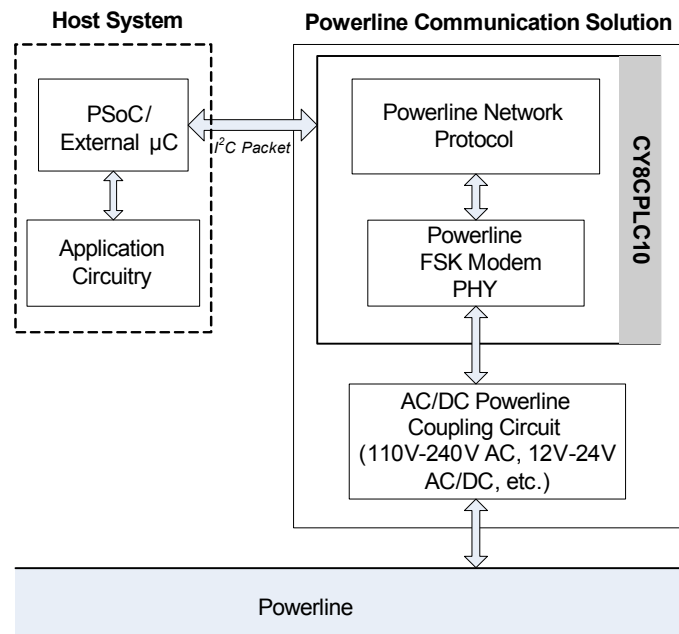 Host System
Powerline Communication Solution
PSoC/
External µC
I²C Packet
Application
Circuitry
Powerline Network
Protocol
Powerline
FSK Modem
PHY
CY8CPLC10
AC/DC Powerline
Coupling Circuit
(110V-240V AC, 12V-24V
AC/DC, etc.)
Powerline